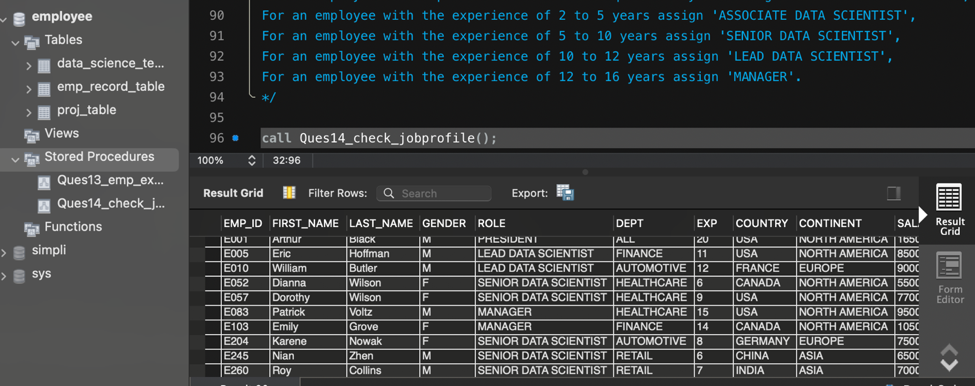 employee
Tables
data_science_te...
emp_record_table
proj_table
Views
Stored Procedures
Ques13_emp_ex...
Ques14_check_j...
Functions
simpli
sys
90 For an employee with the experience of 2 to 5 years assign 'ASSOCIATE DATA SCIENTIST',
91 For an employee with the experience of 5 to 10 years assign 'SENIOR DATA SCIENTIST',
92 For an employee with the experience of 10 to 12 years assign 'LEAD DATA SCIENTIST',
93 For an employee with the experience of 12 to 16 years assign 'MANAGER'.
94 */
95
96 call Ques14_check_jobprofile();
100% 32:96
Result Grid Filter Rows: Search Export:
EMP_ID FIRST_NAME LAST_NAME GENDER ROLE DEPT EXP COUNTRY CONTINENT SAL
E001 Arthur Black M PRESIDENT ALL 20 USA NORTH AMERICA 1650
E005 Eric Hoffman M LEAD DATA SCIENTIST FINANCE 11 USA NORTH AMERICA 8500
E010 William Butler M LEAD DATA SCIENTIST AUTOMOTIVE 12 FRANCE EUROPE 9000
E052 Dianna Wilson F SENIOR DATA SCIENTIST HEALTHCARE 6 CANADA NORTH AMERICA 5500
E057 Dorothy Wilson F SENIOR DATA SCIENTIST HEALTHCARE 9 USA NORTH AMERICA 7700
E083 Patrick Voltz M MANAGER HEALTHCARE 15 USA NORTH AMERICA 9500
E103 Emily Grove F MANAGER FINANCE 14 CANADA NORTH AMERICA 1050
E204 Karene Nowak F SENIOR DATA SCIENTIST AUTOMOTIVE 8 GERMANY EUROPE 7500
E245 Nian Zhen M SENIOR DATA SCIENTIST RETAIL 6 CHINA ASIA 6500
E260 Roy Collins M SENIOR DATA SCIENTIST RETAIL 7 INDIA ASIA 7000
Result
Grid
Form
Editor